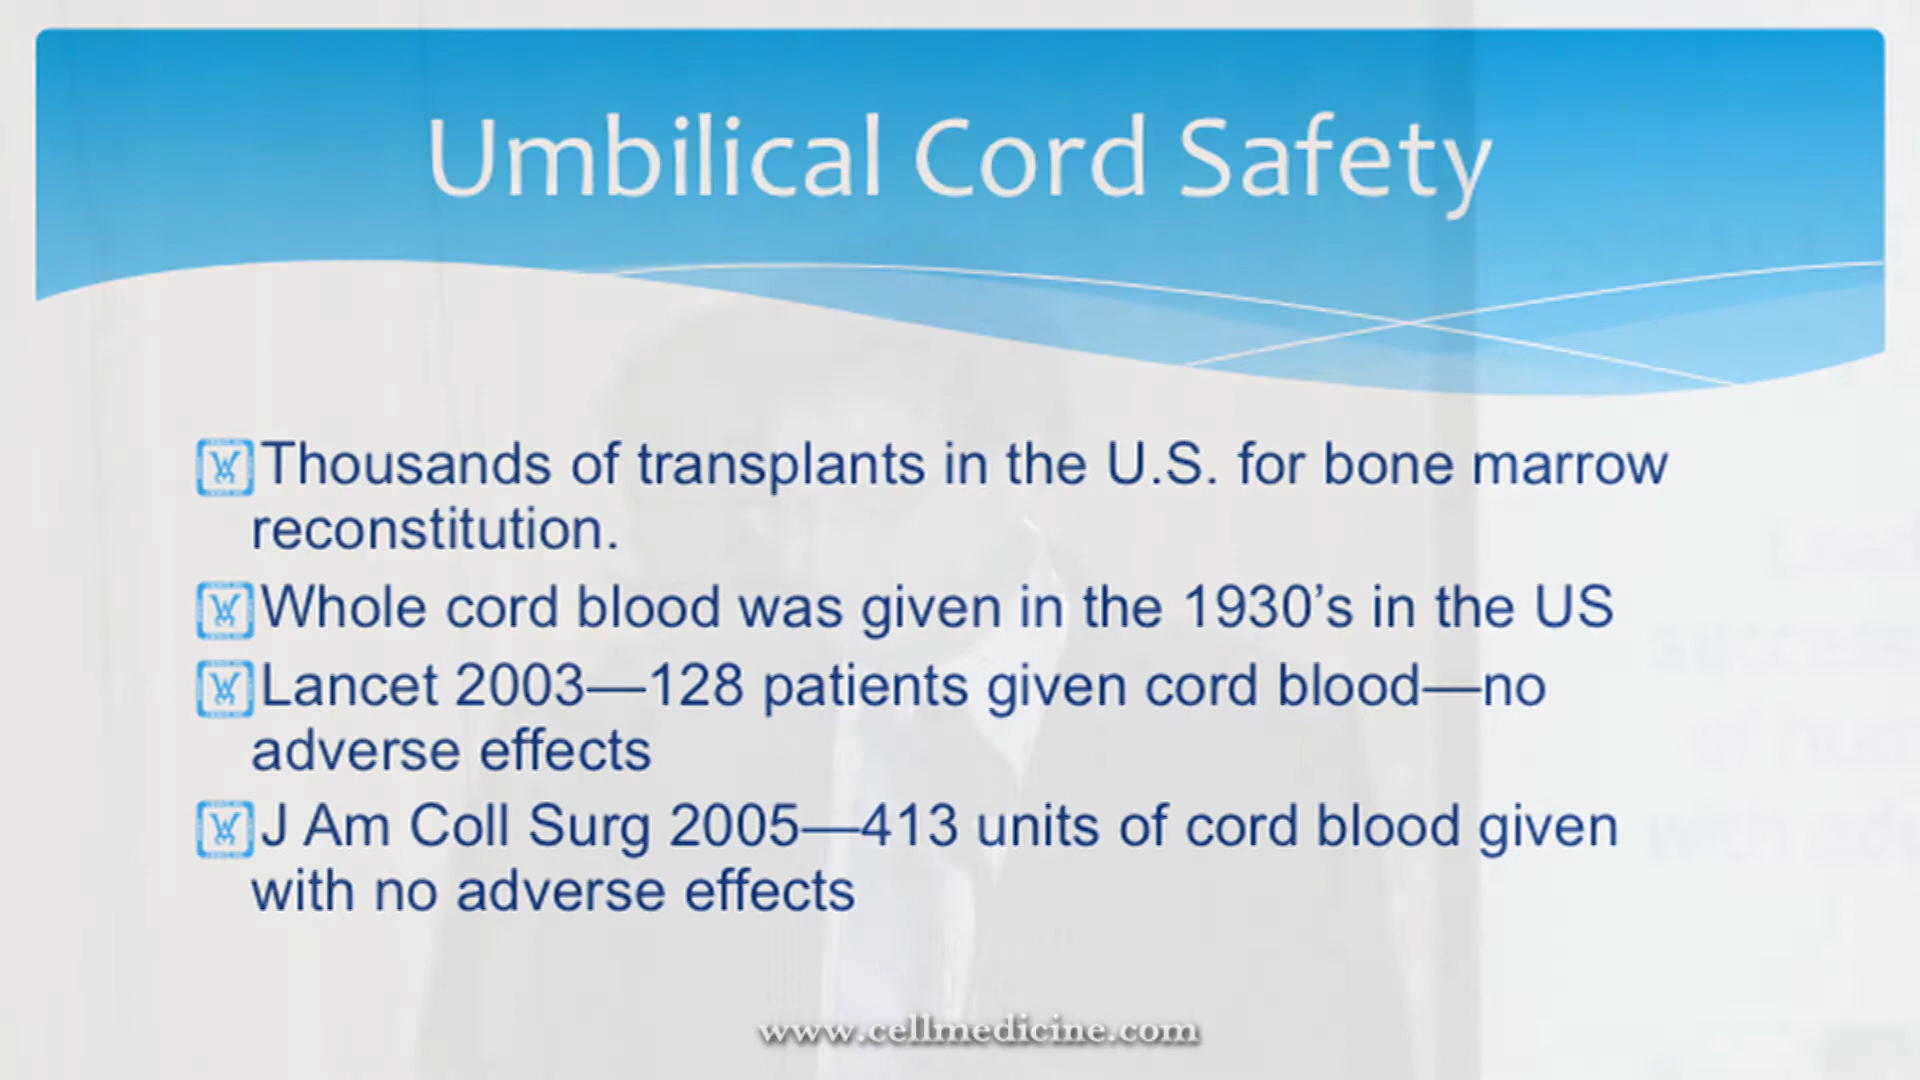 Umbilical Cord Safety
Thousands of transplants in the U.S. for bone marrow
reconstitution.
Whole cord blood was given in the 1930’s in the US
Lancet 2003—128 patients given cord blood—no
adverse effects
J Am Coll Surg 2005—413 units of cord blood given
with no adverse effects
www.cellmedicine.com